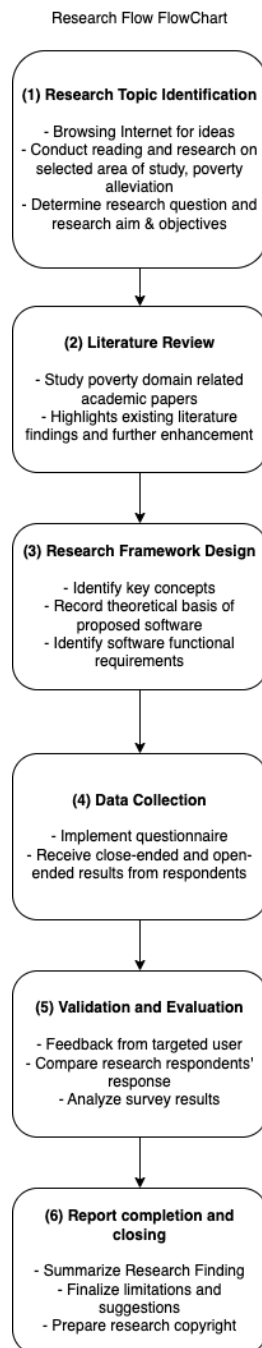 Research Flow FlowChart
(1) Research Topic Identification
- Browsing Internet for ideas
- Conduct reading and research on
selected area of study, poverty
alleviation
- Determine research question and
research aim & objectives
(2) Literature Review
- Study poverty domain related
academic papers
- Highlights existing literature
findings and further enhancement
(3) Research Framework Design
- Identify key concepts
- Record theoretical basis of
proposed software
- Identify software functional
requirements
(4) Data Collection
- Implement questionnaire
- Receive close-ended and open-
ended results from respondents
(5) Validation and Evaluation
- Feedback from targeted user
- Compare research respondents'
response
- Analyze survey results
(6) Report completion and
closing
- Summarize Research Finding
- Finalize limitations and
suggestions
- Prepare research copyright